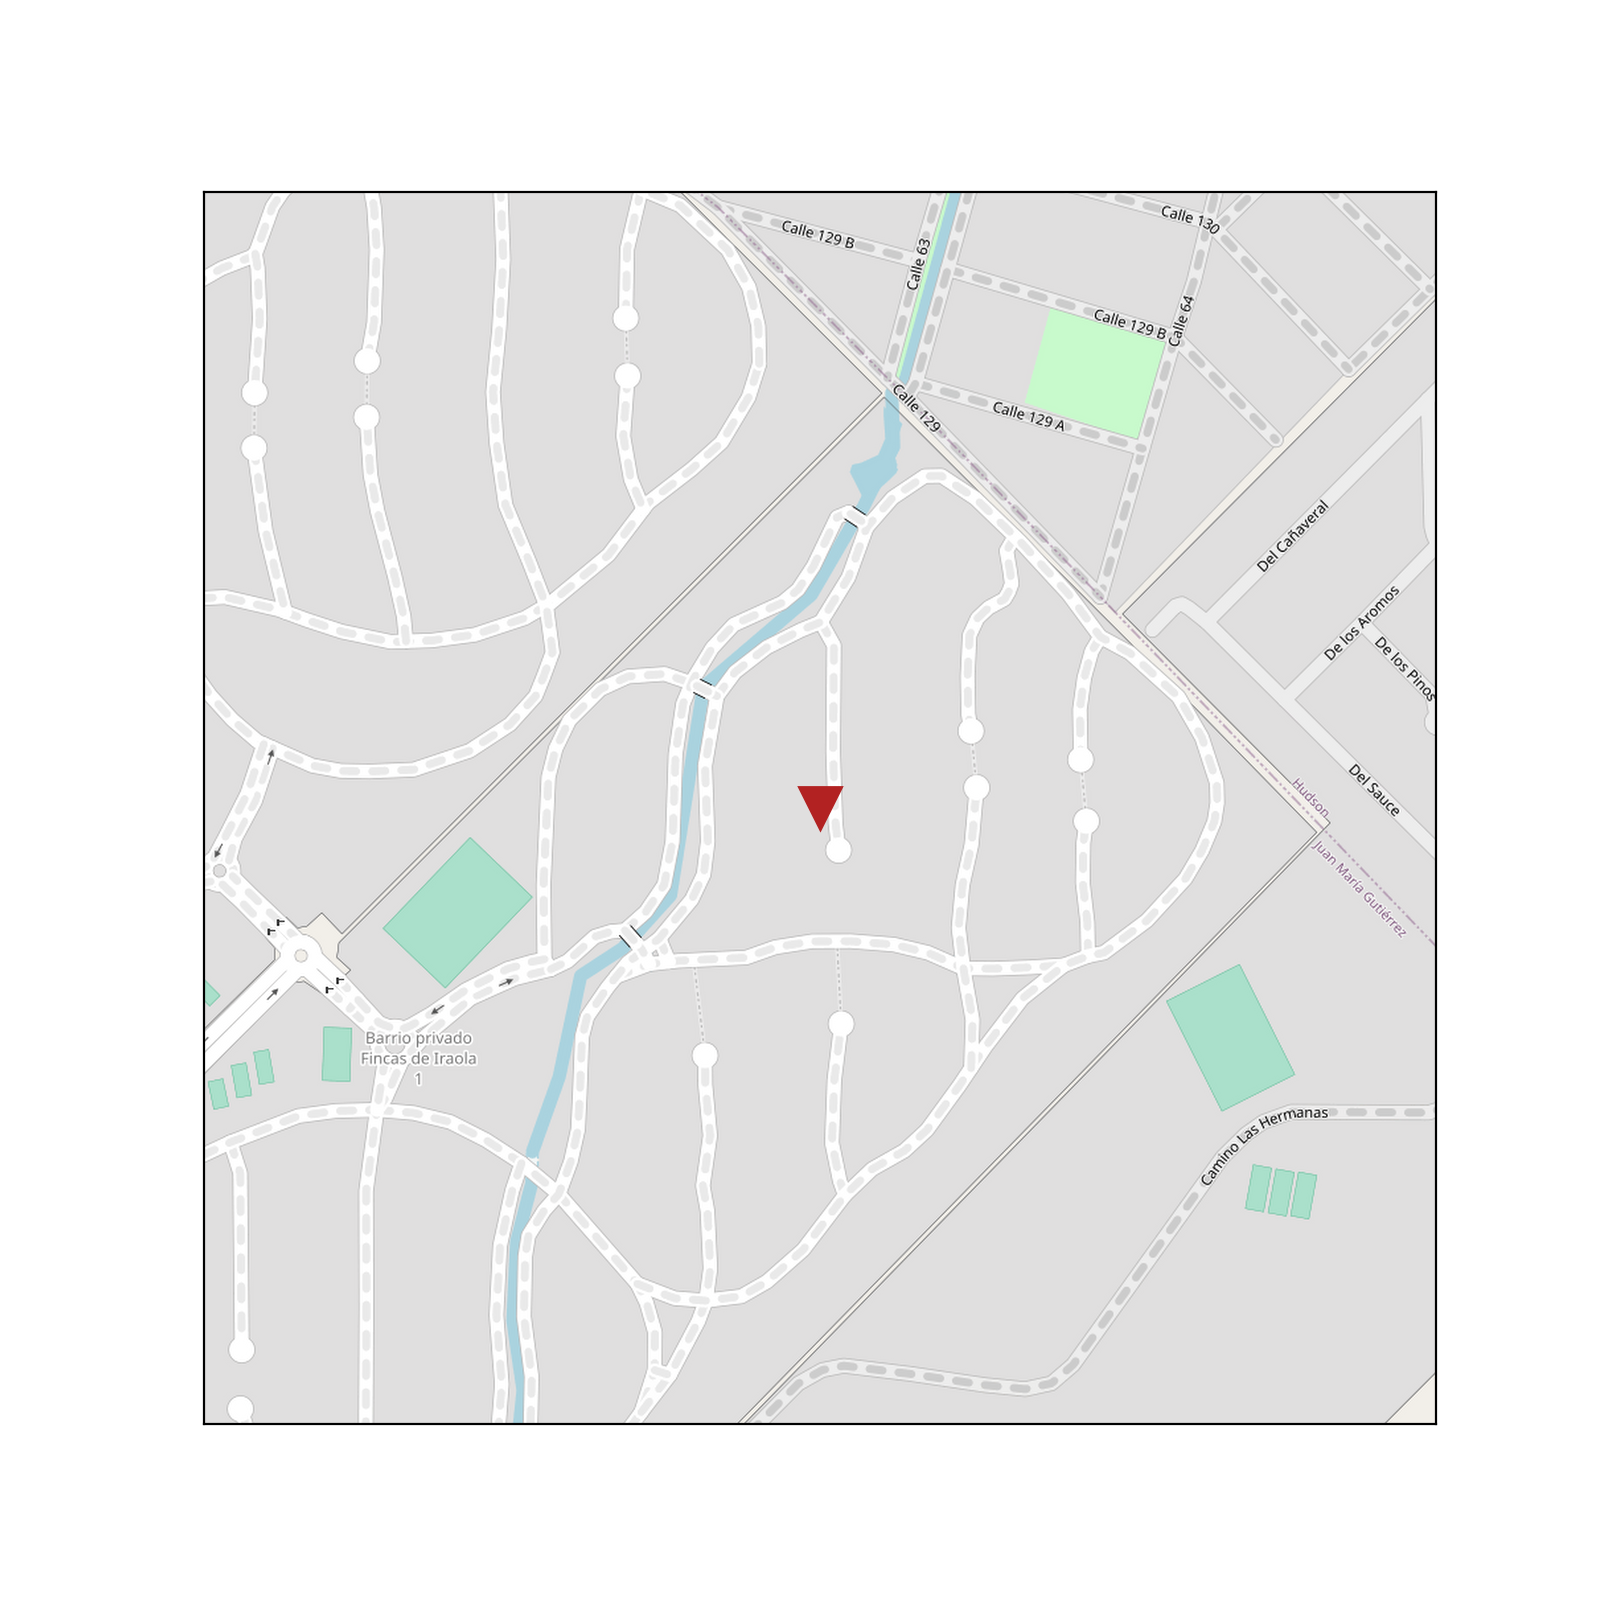 Calle 130
Calle 129 B
Calle 63
Calle 129 B
Calle 64
Calle 129
Calle 129 A
Del Cañaveral
De los Aromos
De los Pinos
Del Sauce
Hudson
Juan María Gutiérrez
Barrio privado
Fincas de Iraola
1
Camino Las Hermanas